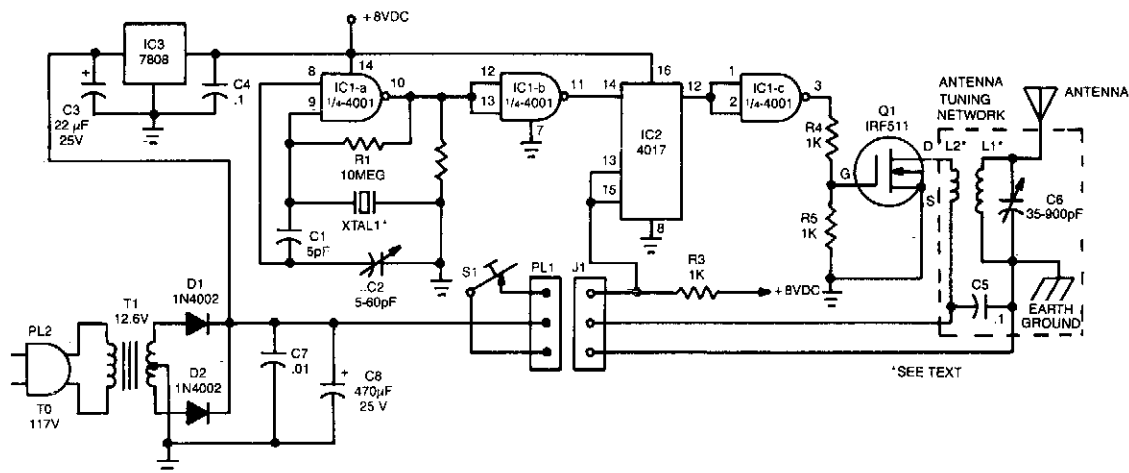 +8VDC
IC3
7808
C4
.1
+
C3
22 µF
25V
14
8
9
10
IC1-a
1/4-4001
R1
10MEG
XTAL1*
C1
5pF
C2
5-60pF
12
13
IC1-b
1/4-4001
11
7
14
16
IC2
4017
13
15
8
12
1
2
IC1-c
1/4-4001
3
R4
1K
R5
1K
Q1
IRF511
G
D
S
ANTENNA
TUNING
NETWORK
L2*
L1*
ANTENNA
C6
35-900pF
C5
.1
EARTH
GROUND
S1
PL1
J1
R3
1K
+8VDC
*SEE TEXT
D1
1N4002
T1
12.6V
PL2
TO
117V
D2
1N4002
C7
.01
+
C8
470µF
25 V